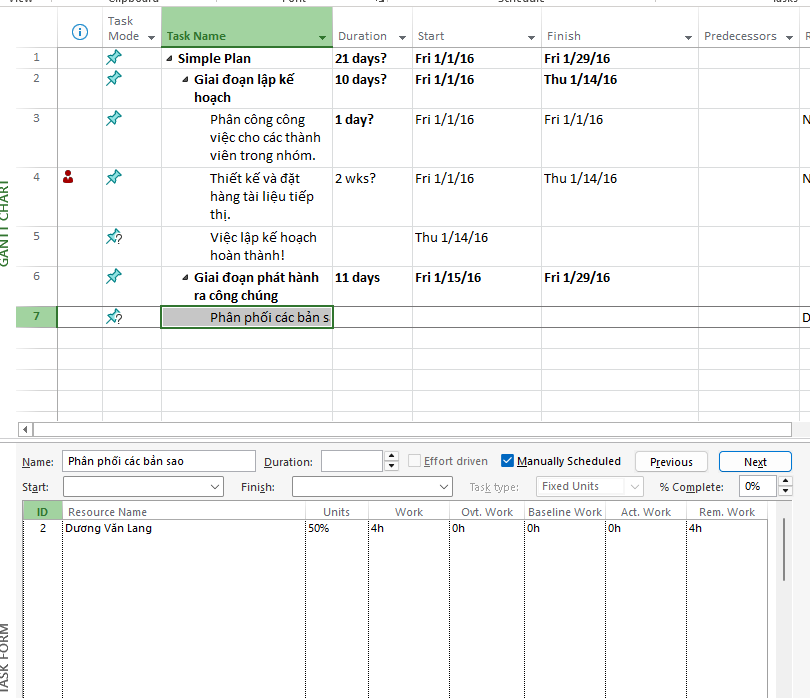 Task Mode
Task Name
Duration
Start
Finish
Predecessors
1
Simple Plan
21 days?
Fri 1/1/16
Fri 1/29/16
2
Giai đoạn lập kế
hoạch
10 days?
Fri 1/1/16
Thu 1/14/16
3
Phân công công
việc cho các thành
viên trong nhóm.
1 day?
Fri 1/1/16
Fri 1/1/16
N
4
Thiết kế và đặt
hàng tài liệu tiếp
thị.
2 wks?
Fri 1/1/16
Thu 1/14/16
N
5
Việc lập kế hoạch
hoàn thành!
Thu 1/14/16
6
Giai đoạn phát hành
ra công chúng
11 days
Fri 1/15/16
Fri 1/29/16
7
Phân phối các bản s
D
GANTT CHART
Name: Phân phối các bản sao Duration: Effort driven Manually Scheduled Previous Next
Start: Finish: Task type: Fixed Units % Complete: 0%
ID Resource Name Units Work Ovt. Work Baseline Work Act. Work Rem. Work
2 Dương Văn Lang 50% 4h 0h 0h 0h 4h
TASK FORM